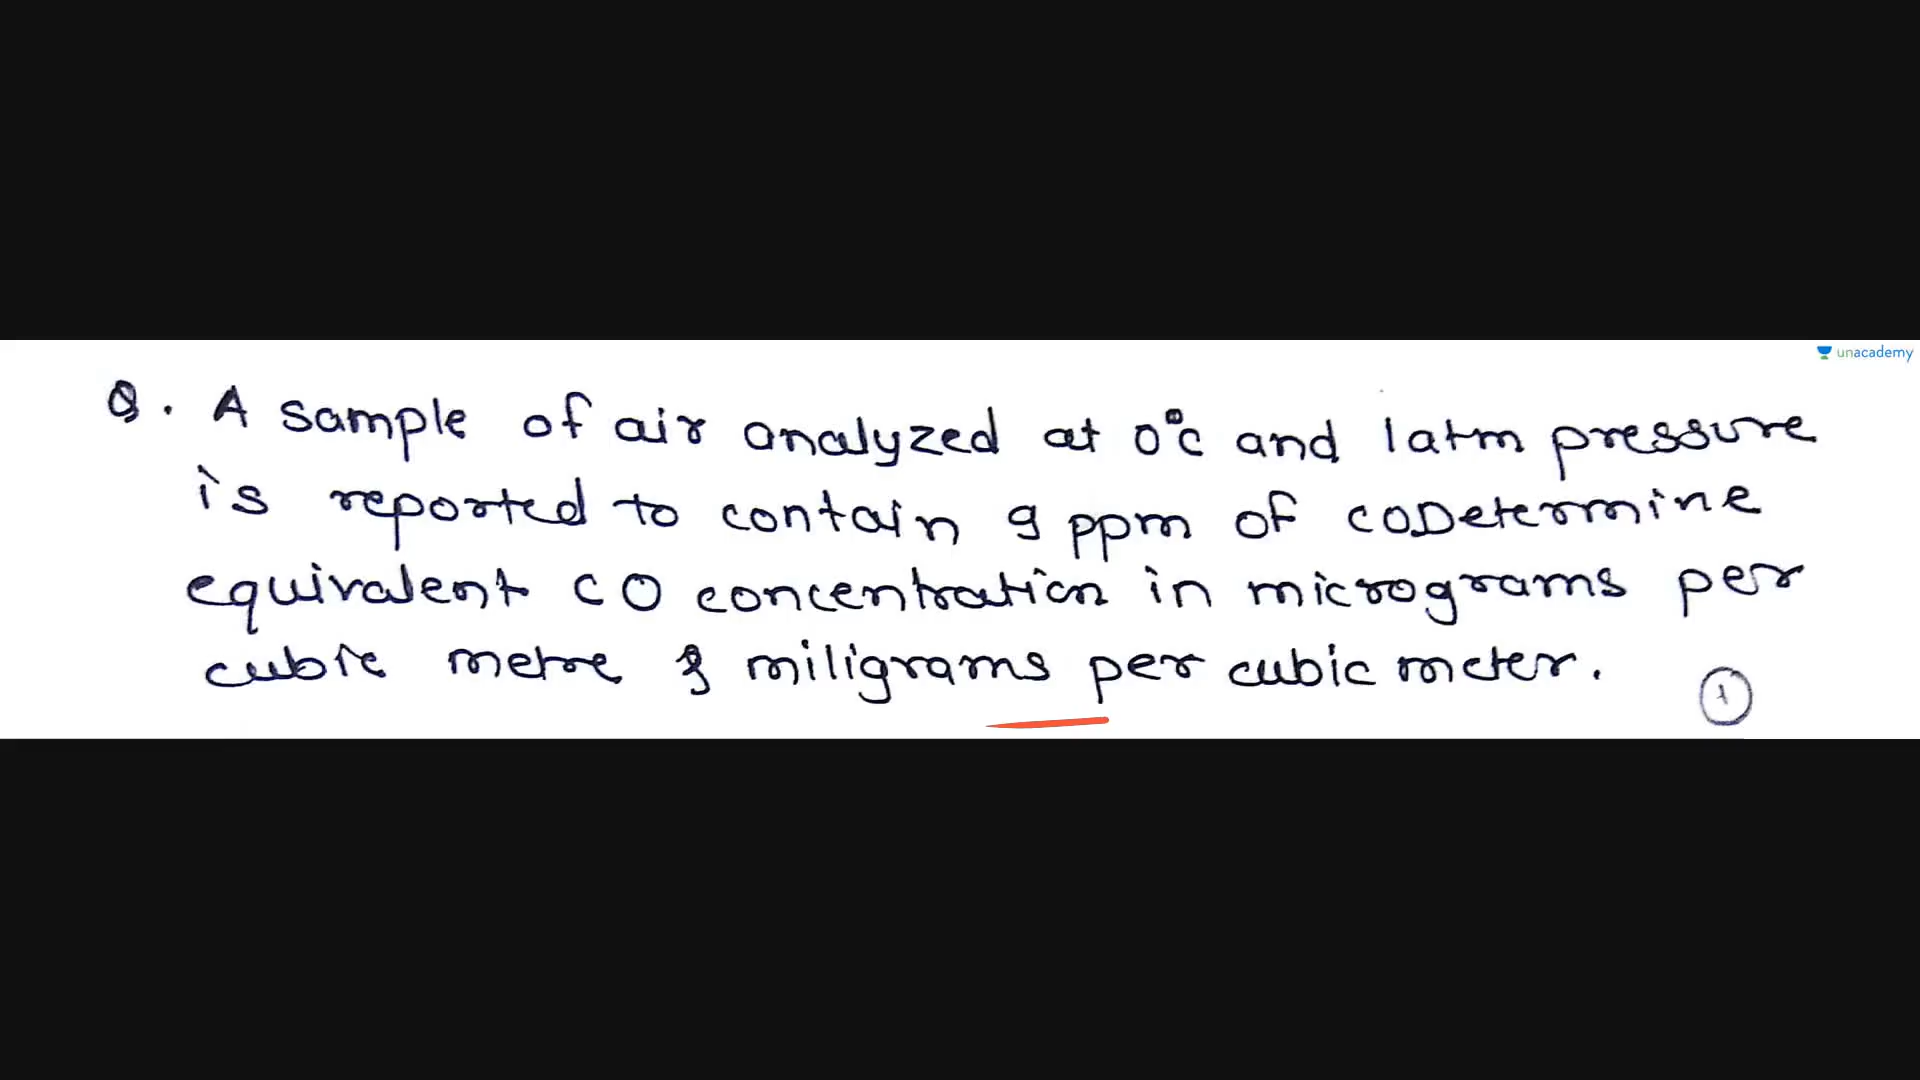 unacademy
Q. A sample of air analyzed at 0°c and 1atm pressure
is reported to contain 9 ppm of CODetermine
equivalent CO concentration in micrograms per
cubic metre & miligrams per cubic meter.
1